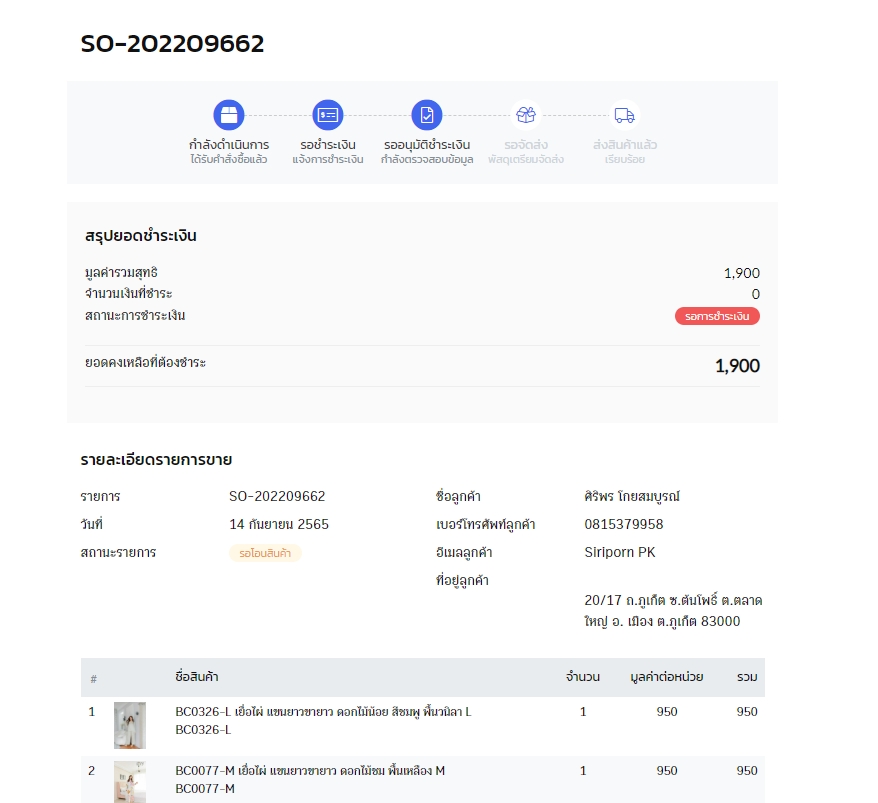 SO-202209662
กำลังดำเนินการ
ได้รับคำสั่งซื้อแล้ว
รอชำระเงิน
แจ้งการชำระเงิน
รออนุมัติชำระเงิน
กำลังตรวจสอบข้อมูล
รอจัดส่ง
พัสดุเตรียมจัดส่ง
ส่งสินค้าแล้ว
เรียบร้อย
สรุปยอดชำระเงิน
มูลค่ารวมสุทธิ 1,900
จำนวนเงินที่ชำระ 0
สถานะการชำระเงิน รอการชำระเงิน
ยอดคงเหลือที่ต้องชำระ 1,900
รายละเอียดรายการขาย
รายการ SO-202209662 ชื่อลูกค้า ศิริพร โกยสมบูรณ์
วันที่ 14 กันยายน 2565 เบอร์โทรศัพท์ลูกค้า 0815379958
สถานะรายการ รอโอนสินค้า อีเมลลูกค้า Siriporn PK
ที่อยู่ลูกค้า
20/17 ถ.ภูเก็ต ซ.ต้นโพธิ์ ต.ตลาด
ใหญ่ อ. เมือง ต.ภูเก็ต 83000
# ชื่อสินค้า จำนวน มูลค่าต่อหน่วย รวม
1 BC0326-L เยื่อไผ่ แขนยาวขายาว ดอกไม้น้อย สีชมพู พื้นวนิลา L 1 950 950
BC0326-L
2 BC0077-M เยื่อไผ่ แขนยาวขายาว ดอกไม้ชม พื้นเหลือง M 1 950 950
BC0077-M